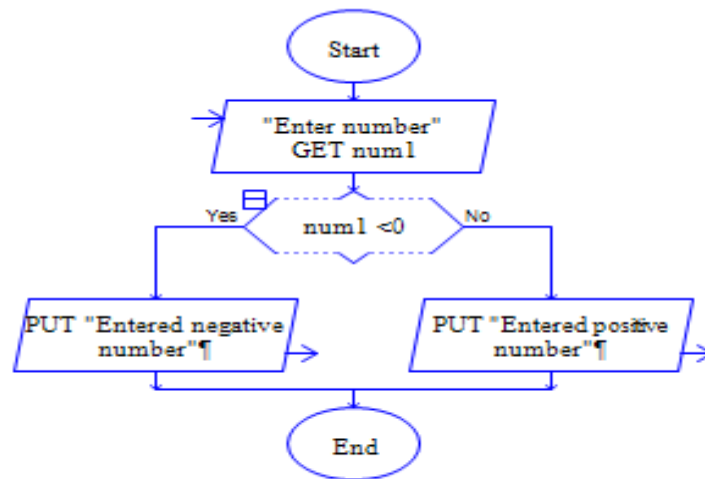 Start
"Enter number"
GET num1
Yes
num1 <0
No
PUT "Entered negative
number"¶
PUT "Entered positive
number"¶
End